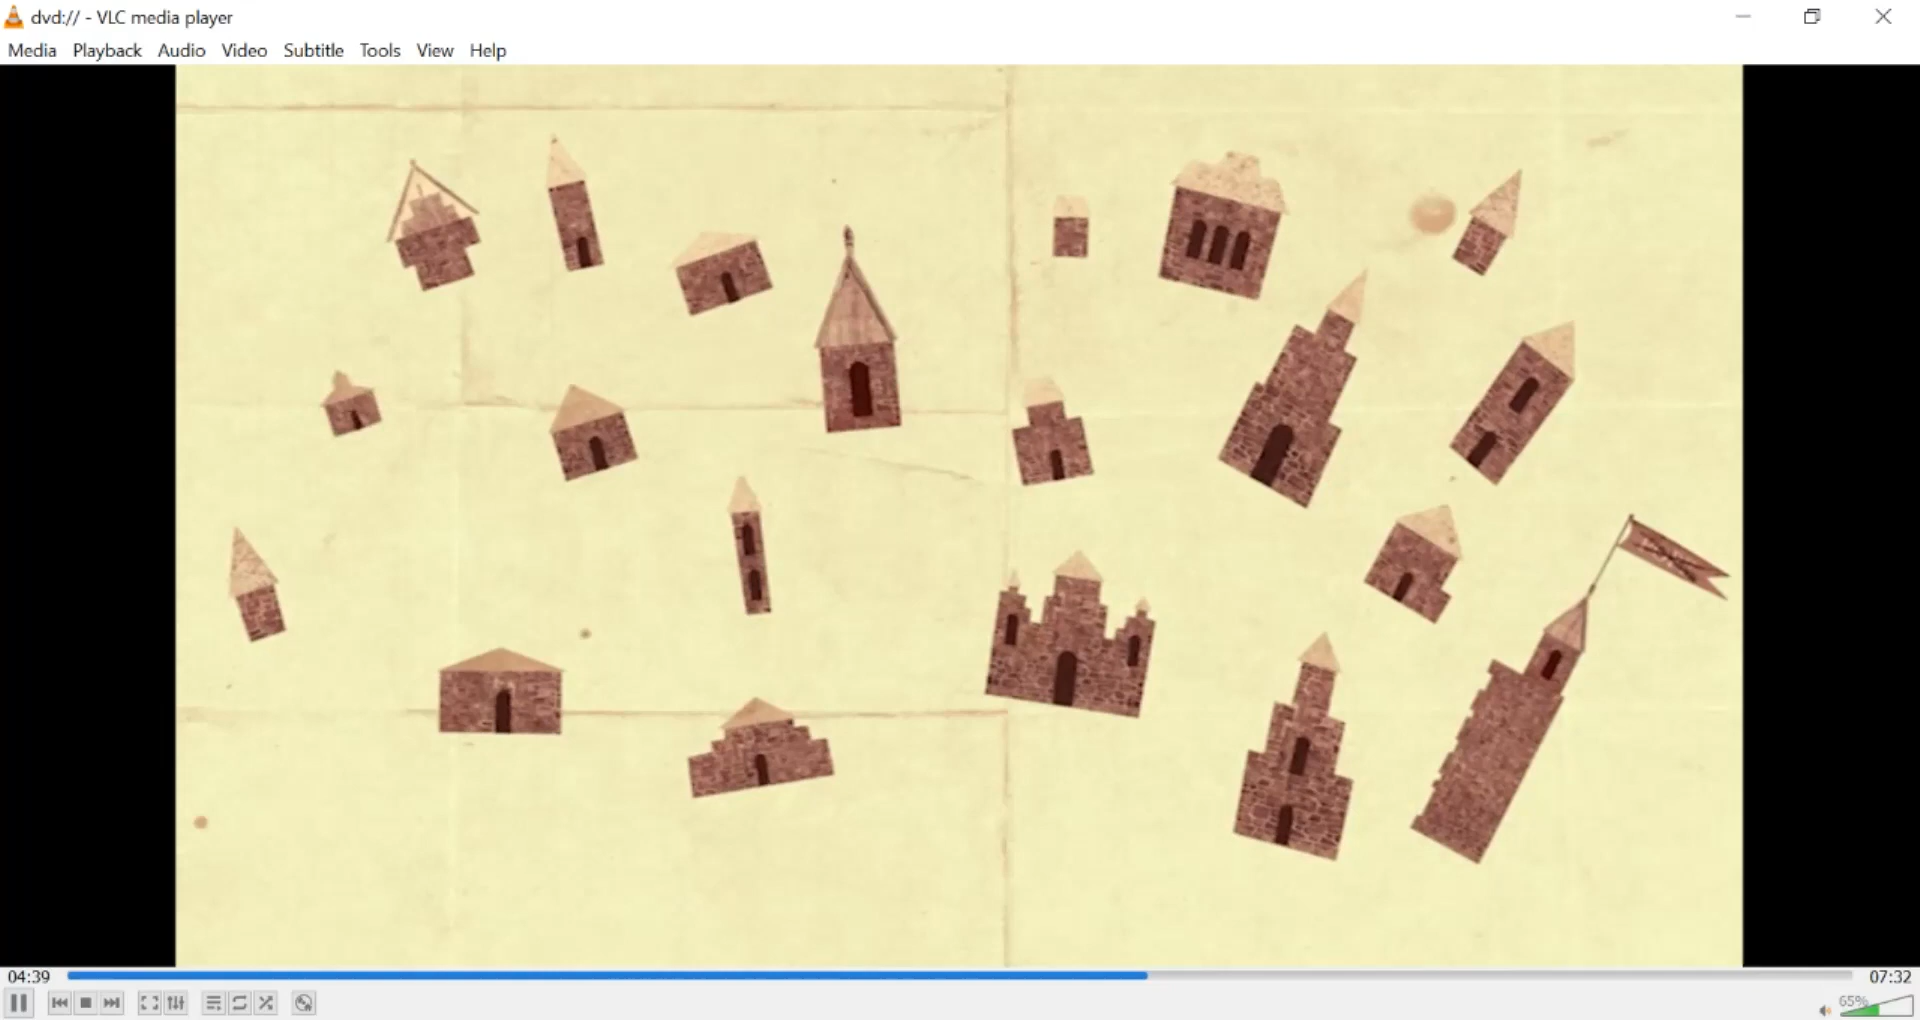 dvd:// - VLC media player
Media Playback Audio Video Subtitle Tools View Help
04:39
07:32
65%